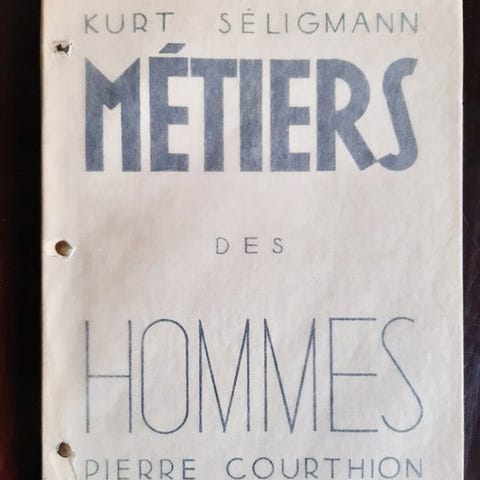 KURT SÉLIGMANN
MÉTIERS
DES
HOMMES
PIERRE COURTHION